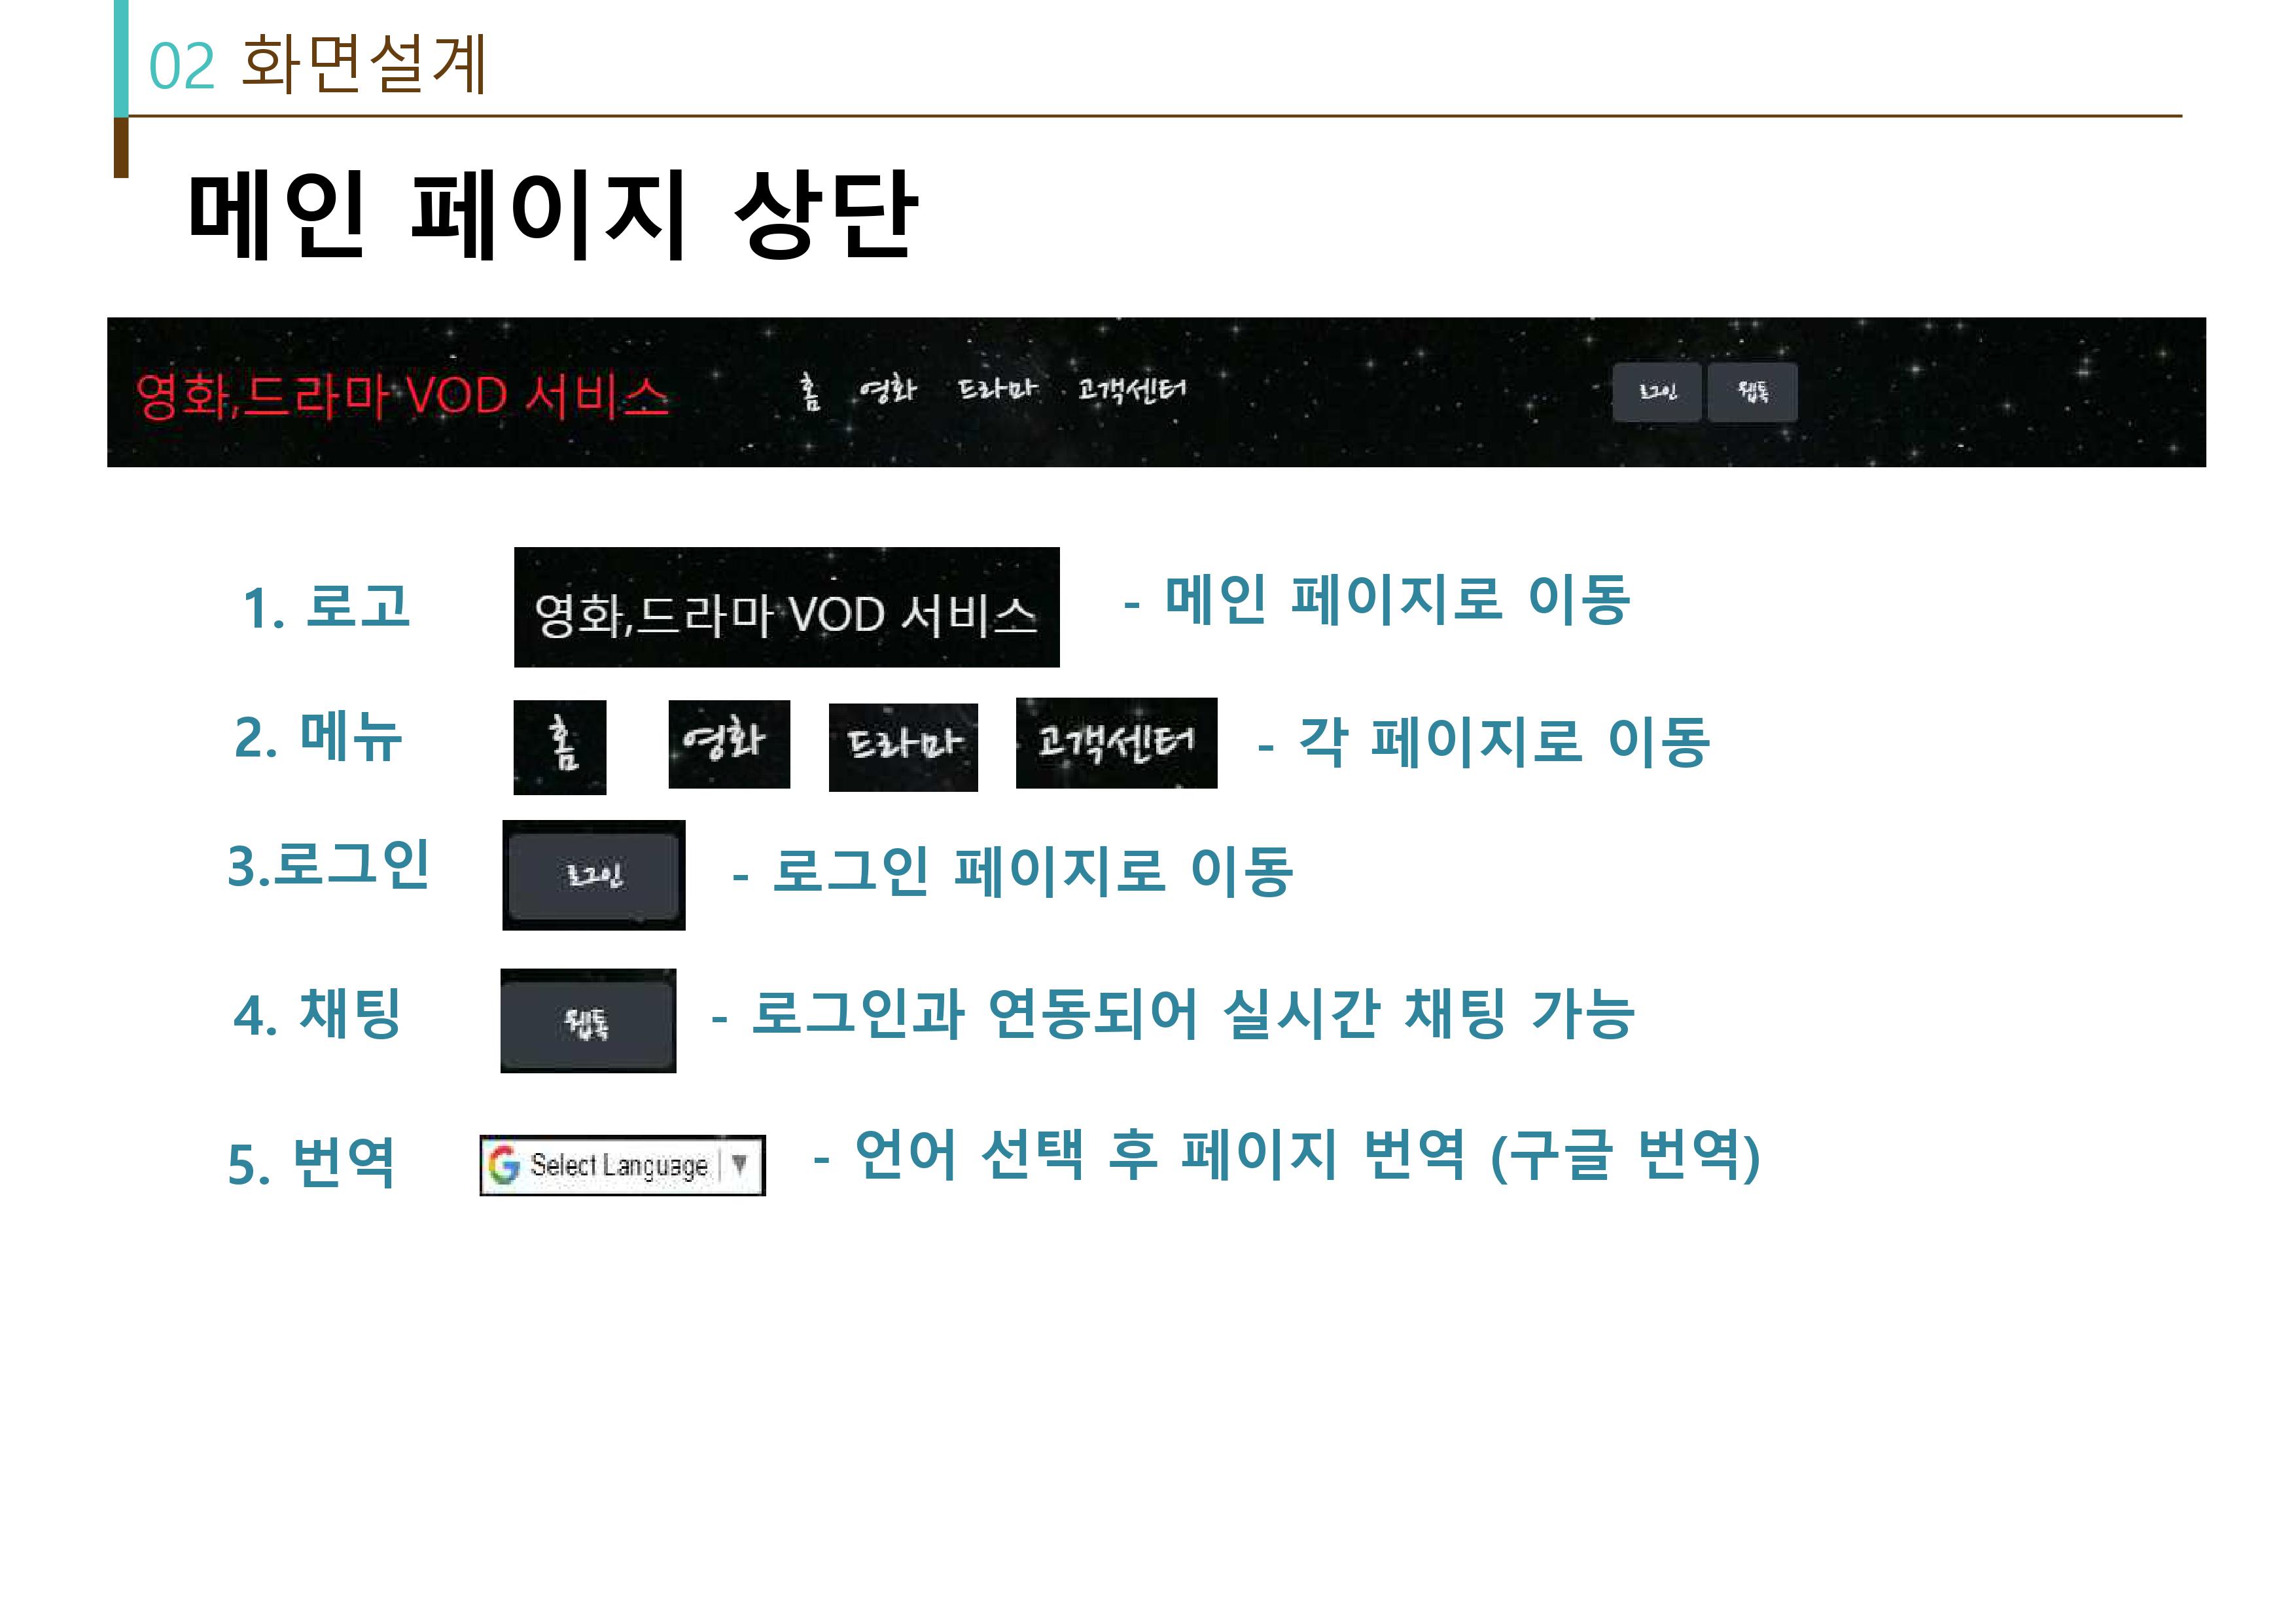 02 화면설계
메인 페이지 상단
영화,드라마 VOD 서비스 홈 영화 드라마 고객센터 로그인 웹톡
1. 로고 영화,드라마 VOD 서비스 - 메인 페이지로 이동
2. 메뉴 홈 영화 드라마 고객센터 - 각 페이지로 이동
3.로그인 로그인 - 로그인 페이지로 이동
4. 채팅 웹톡 - 로그인과 연동되어 실시간 채팅 가능
5. 번역 G Select Language ▼ - 언어 선택 후 페이지 번역 (구글 번역)